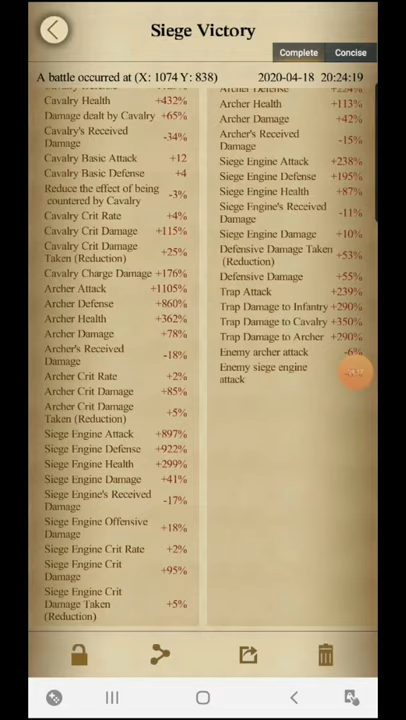 Siege Victory
Complete
Concise
A battle occurred at (X: 1074 Y: 838)
2020-04-18 20:24:19
Cavalry Health +432%
Damage dealt by Cavalry +65%
Cavalry's Received
Damage
-34%
Cavalry Basic Attack +12
Cavalry Basic Defense +4
Reduce the effect of being
countered by Cavalry
-3%
Cavalry Crit Rate +4%
Cavalry Crit Damage +115%
Cavalry Crit Damage
Taken (Reduction)
+25%
Cavalry Charge Damage +176%
Archer Attack +1105%
Archer Defense +860%
Archer Health +362%
Archer Damage +78%
Archer's Received
Damage
-18%
Archer Crit Rate +2%
Archer Crit Damage +85%
Archer Crit Damage
Taken (Reduction)
+5%
Siege Engine Attack +897%
Siege Engine Defense +922%
Siege Engine Health +299%
Siege Engine Damage +41%
Siege Engine's Received
Damage
-17%
Siege Engine Offensive
Damage
+18%
Siege Engine Crit Rate +2%
Siege Engine Crit
Damage
+95%
Siege Engine Crit
Damage Taken
(Reduction)
+5%
Archer Defense +224%
Archer Health +113%
Archer Damage +42%
Archer's Received
Damage
-15%
Siege Engine Attack +238%
Siege Engine Defense +195%
Siege Engine Health +87%
Siege Engine's Received
Damage
-11%
Siege Engine Damage +10%
Defensive Damage Taken
(Reduction)
+53%
Defensive Damage +55%
Trap Attack +239%
Trap Damage to Infantry +290%
Trap Damage to Cavalry +350%
Trap Damage to Archer +290%
Enemy archer attack -6%
Enemy siege engine
attack